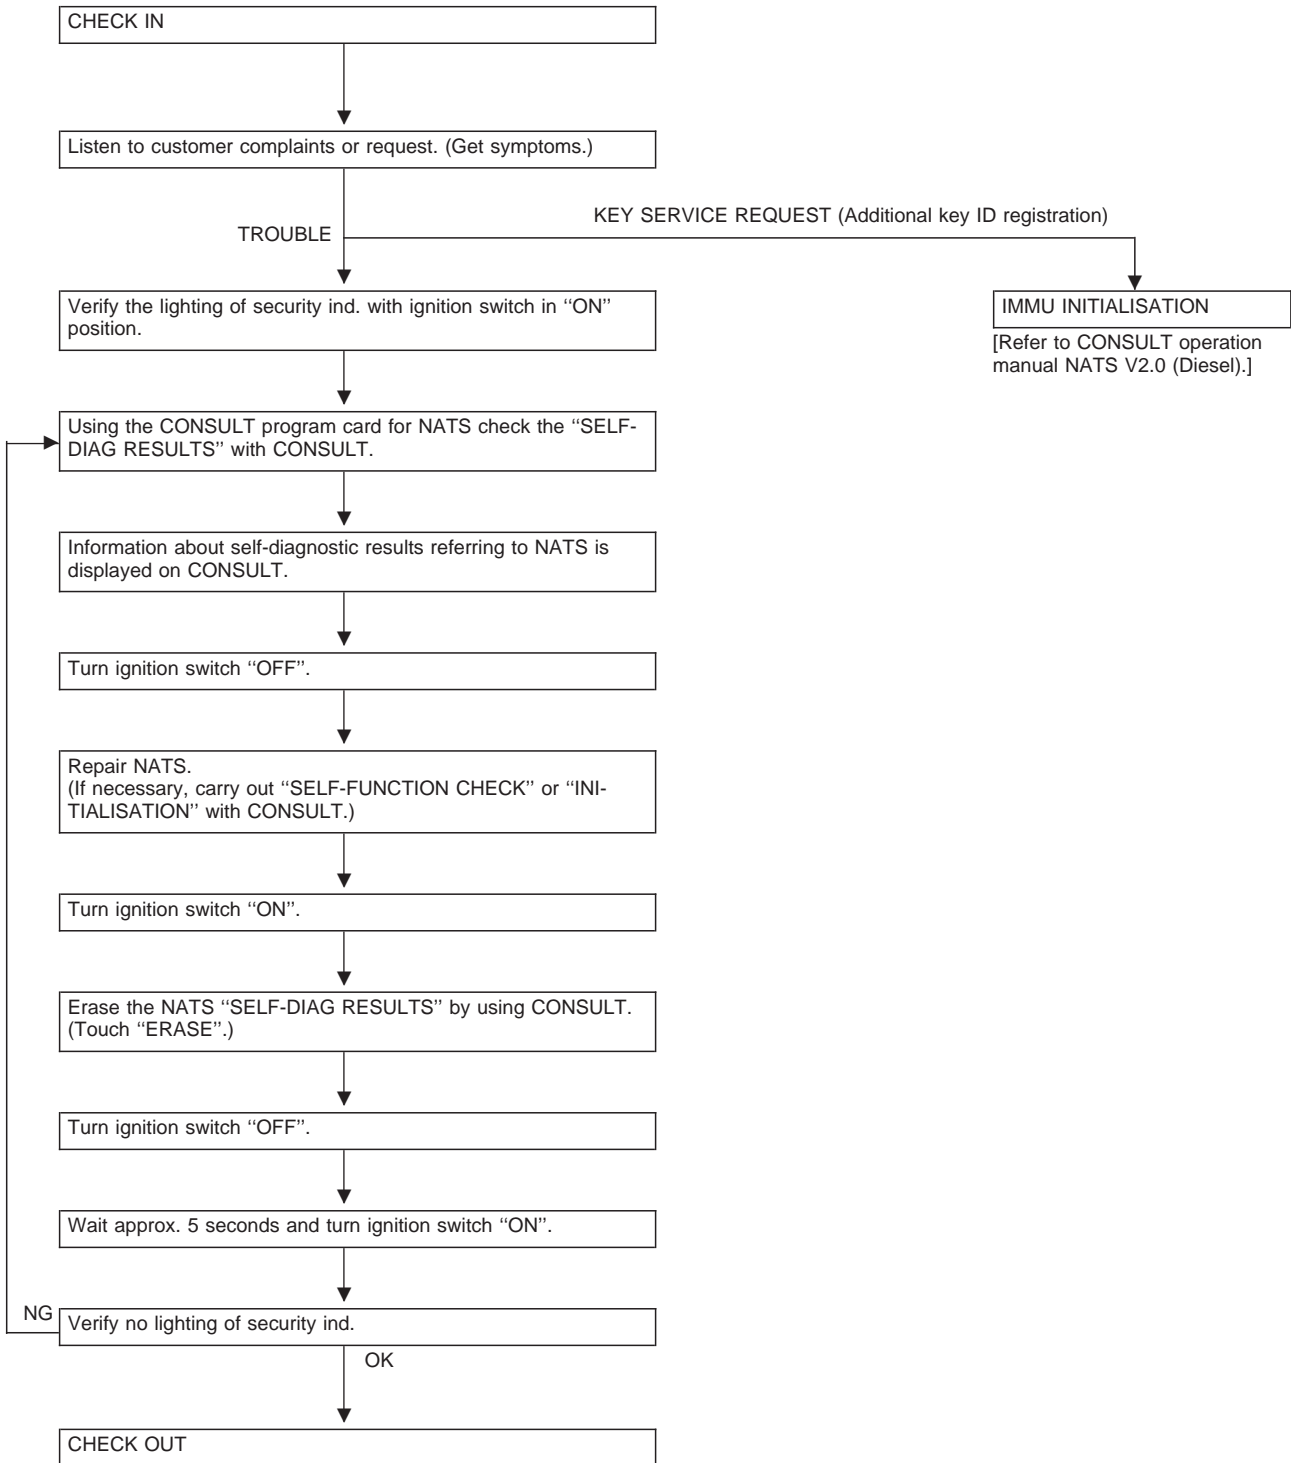 CHECK IN
Listen to customer complaints or request. (Get symptoms.)
KEY SERVICE REQUEST (Additional key ID registration)
TROUBLE
Verify the lighting of security ind. with ignition switch in ‘‘ON’’
position.
IMMU INITIALISATION
[Refer to CONSULT operation
manual NATS V2.0 (Diesel).]
Using the CONSULT program card for NATS check the ‘‘SELF-
DIAG RESULTS’’ with CONSULT.
Information about self-diagnostic results referring to NATS is
displayed on CONSULT.
Turn ignition switch ‘‘OFF’’.
Repair NATS.
(If necessary, carry out ‘‘SELF-FUNCTION CHECK’’ or ‘‘INI-
TIALISATION’’ with CONSULT.)
Turn ignition switch ‘‘ON’’.
Erase the NATS ‘‘SELF-DIAG RESULTS’’ by using CONSULT.
(Touch ‘‘ERASE’’.)
Turn ignition switch ‘‘OFF’’.
Wait approx. 5 seconds and turn ignition switch ‘‘ON’’.
NG
Verify no lighting of security ind.
OK
CHECK OUT